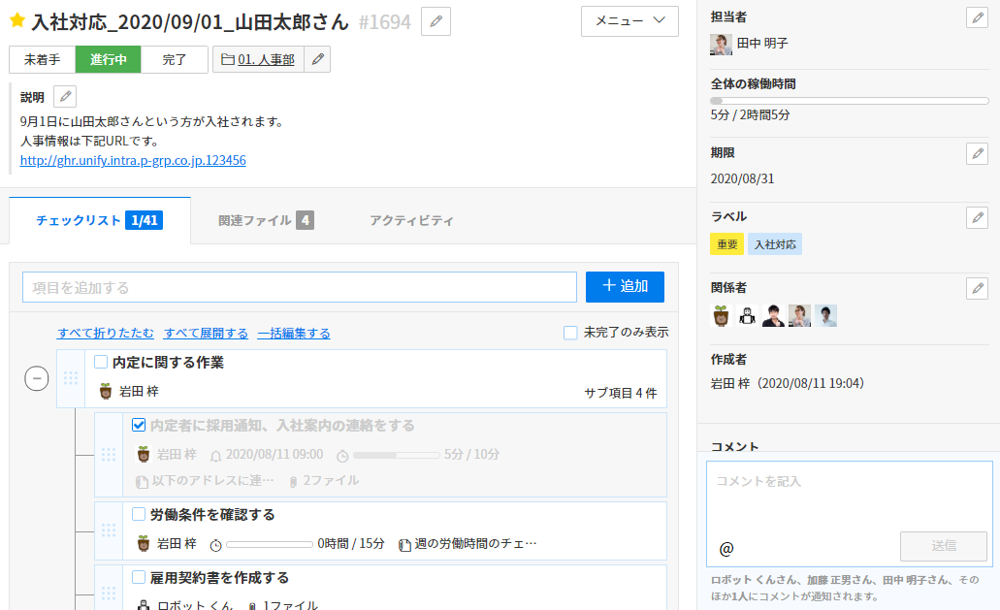 入社対応_2020/09/01_山田太郎さん #1694
メニュー
未着手 進行中 完了 01. 人事部
説明
9月1日に山田太郎さんという方が入社されます。
人事情報は下記URLです。
http://ghr.unify.intra.p-grp.co.jp.123456
チェックリスト 1/41 関連ファイル 4 アクティビティ
項目を追加する
＋ 追加
すべて折りたたむ すべて展開する 一括編集する 未完了のみ表示
内定に関する作業
岩田 梓 サブ項目 4 件
内定者に採用通知、入社案内の連絡をする
岩田 梓 2020/08/11 09:00 5分 / 10分
以下のアドレスに連… 2ファイル
労働条件を確認する
岩田 梓 0時間 / 15分 週の労働時間のチェ…
雇用契約書を作成する
ロボット くん 1ファイル
担当者
田中 明子
全体の稼働時間
5分 / 2時間5分
期限
2020/08/31
ラベル
重要 入社対応
関係者
作成者
岩田 梓（2020/08/11 19:04）
コメント
コメントを記入
@ 送信
ロボット くんさん、加藤 正男さん、田中 明子さん、その
ほか1人にコメントが通知されます。